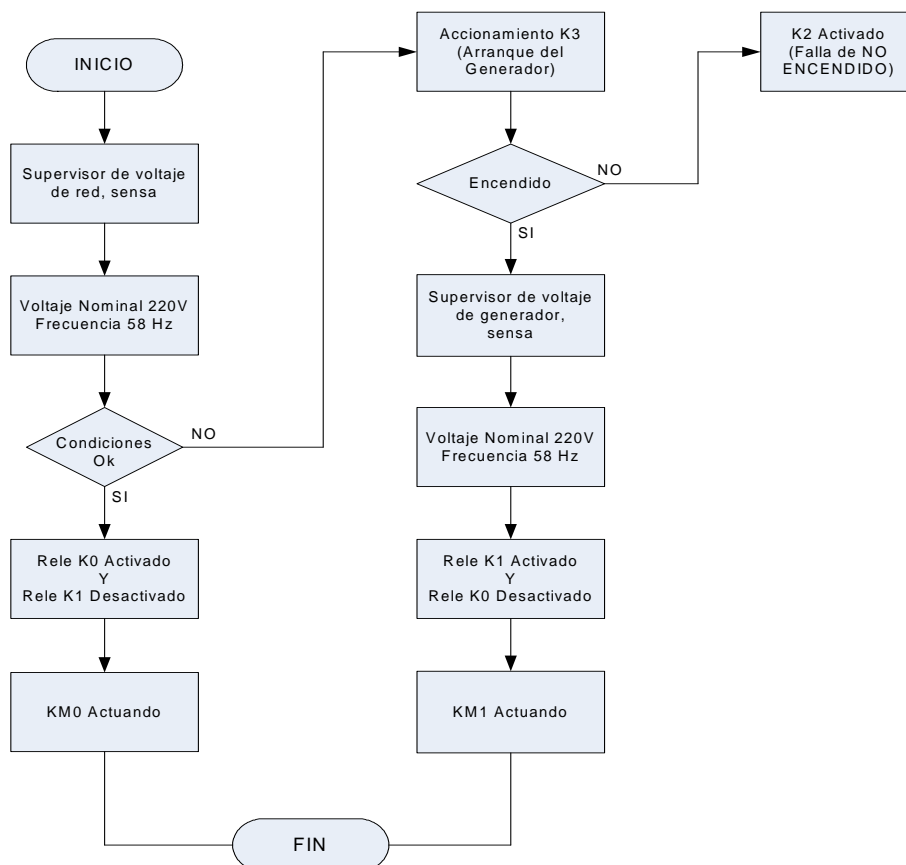 INICIO
Supervisor de voltaje
de red, sensa
Voltaje Nominal 220V
Frecuencia 58 Hz
Condiciones
Ok
NO
SI
Rele K0 Activado
Y
Rele K1 Desactivado
KM0 Actuando
Accionamiento K3
(Arranque del
Generador)
Encendido
NO
SI
K2 Activado
(Falla de NO
ENCENDIDO)
Supervisor de voltaje
de generador,
sensa
Voltaje Nominal 220V
Frecuencia 58 Hz
Rele K1 Activado
Y
Rele K0 Desactivado
KM1 Actuando
FIN